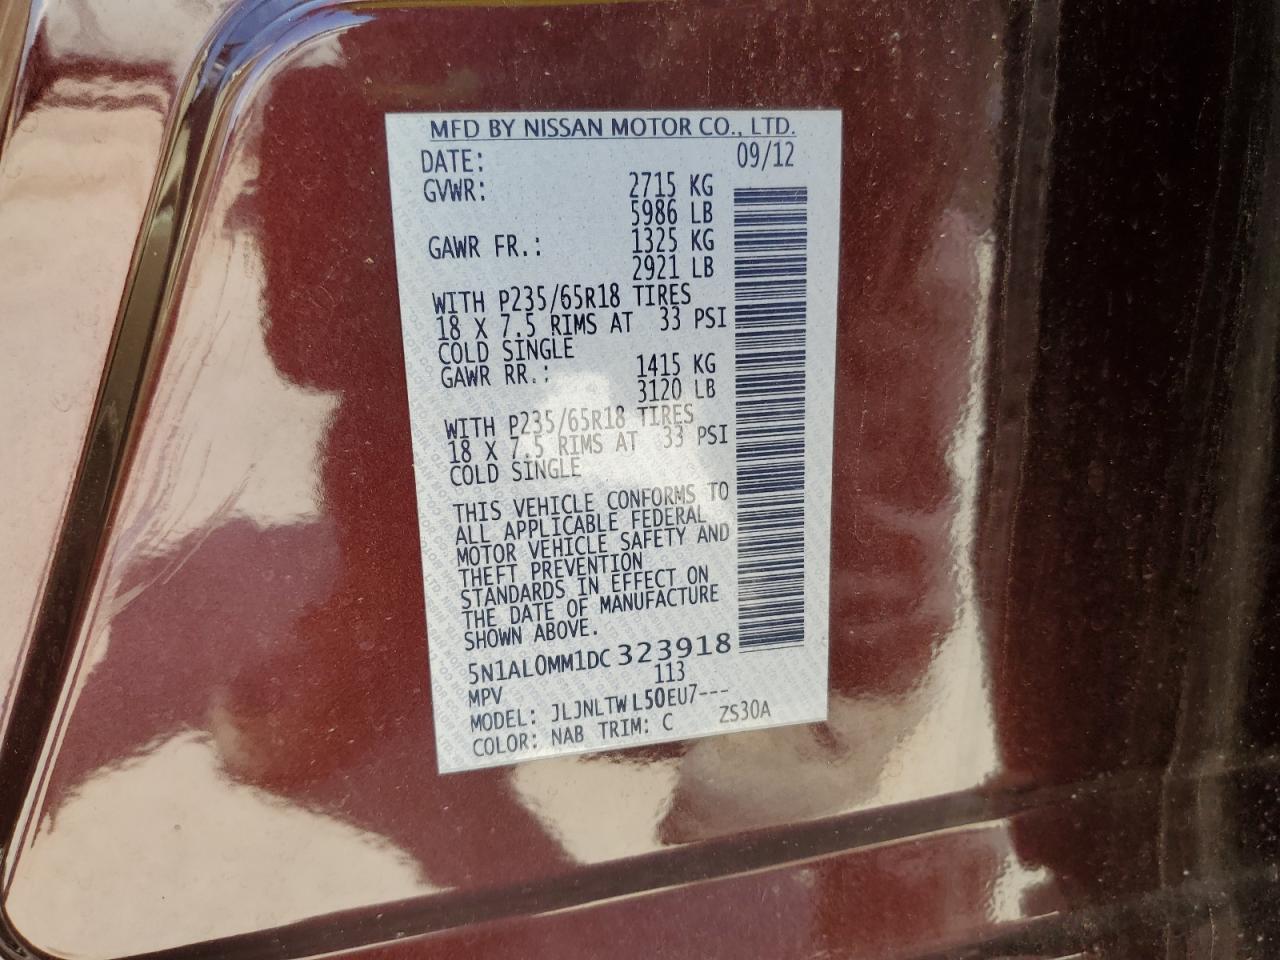 MFD BY NISSAN MOTOR CO., LTD.
DATE: 09/12
GVWR: 2715 KG
5986 LB
GAWR FR.: 1325 KG
2921 LB
WITH P235/65R18 TIRES
18 X 7.5 RIMS AT 33 PSI
COLD SINGLE
GAWR RR.: 1415 KG
3120 LB
WITH P235/65R18 TIRES
18 X 7.5 RIMS AT 33 PSI
COLD SINGLE
THIS VEHICLE CONFORMS TO
ALL APPLICABLE FEDERAL
MOTOR VEHICLE SAFETY AND
THEFT PREVENTION
STANDARDS IN EFFECT ON
THE DATE OF MANUFACTURE
SHOWN ABOVE.
5N1AL0MM1DC323918
MPV 113
MODEL: JLJNLTWL50EU7---
COLOR: NAB TRIM: C ZS30A